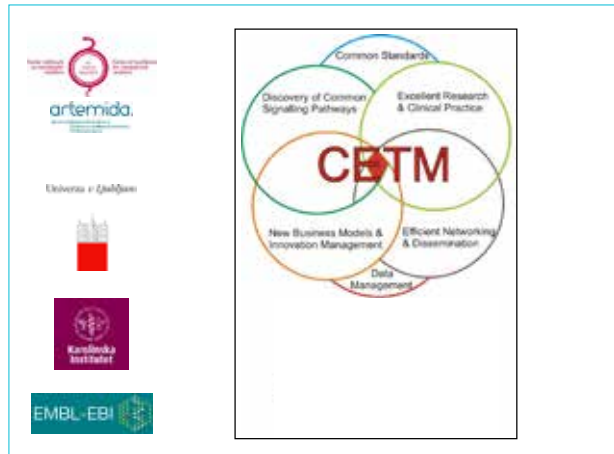 artemida.
Univerza v Ljubljani
Karolinska
Institutet
EMBL-EBI
Common Standards
Discovery of Common
Signalling Pathways
Excellent Research
& Clinical Practice
CETM
New Business Models &
Innovation Management
Efficient Networking
& Dissemination
Data
Management